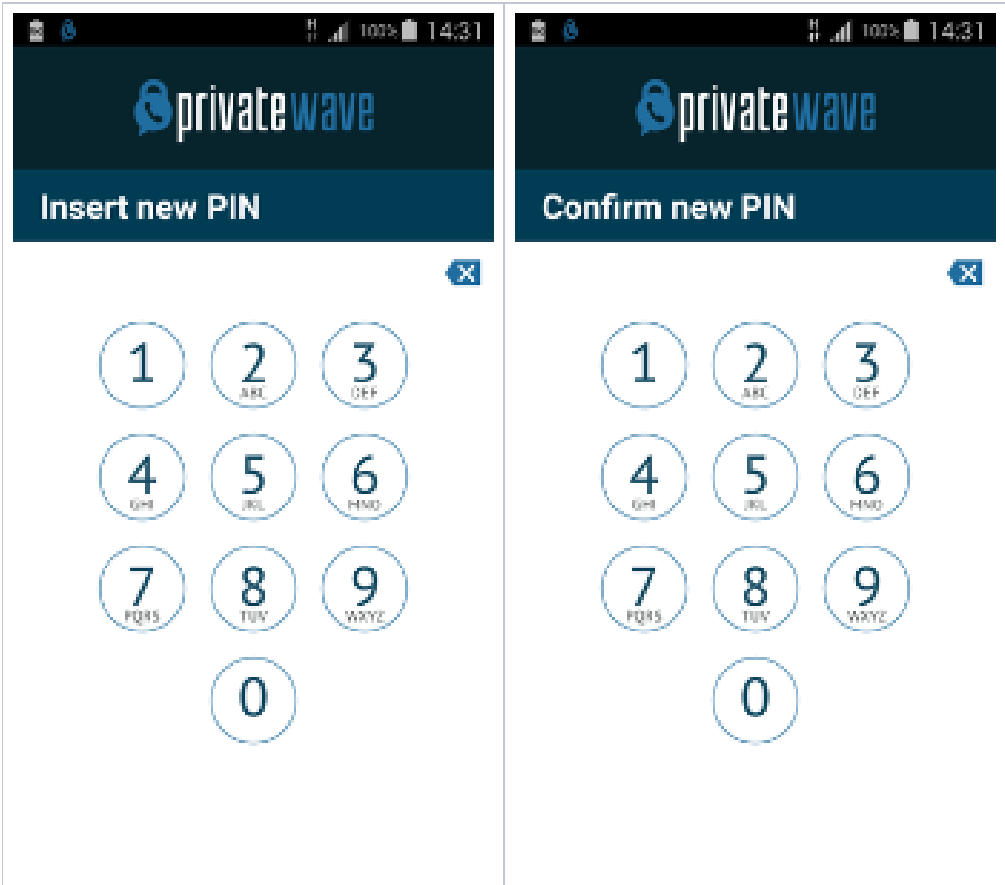 100% 14:31
privatewave
Insert new PIN
1
2
ABC
3
DEF
4
GHI
5
JKL
6
MNO
7
PQRS
8
TUV
9
WXYZ
0
100% 14:31
privatewave
Confirm new PIN
1
2
ABC
3
DEF
4
GHI
5
JKL
6
MNO
7
PQRS
8
TUV
9
WXYZ
0